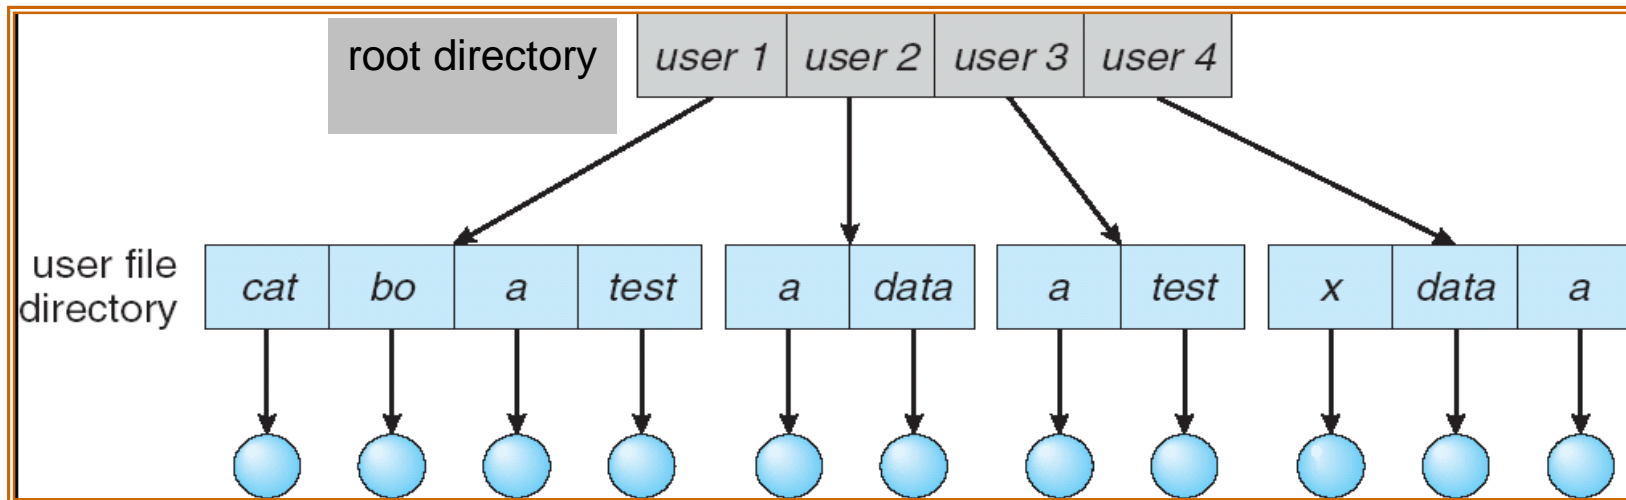 root directory
user 1 user 2 user 3 user 4
user file
directory
cat bo a test a data a test x data a